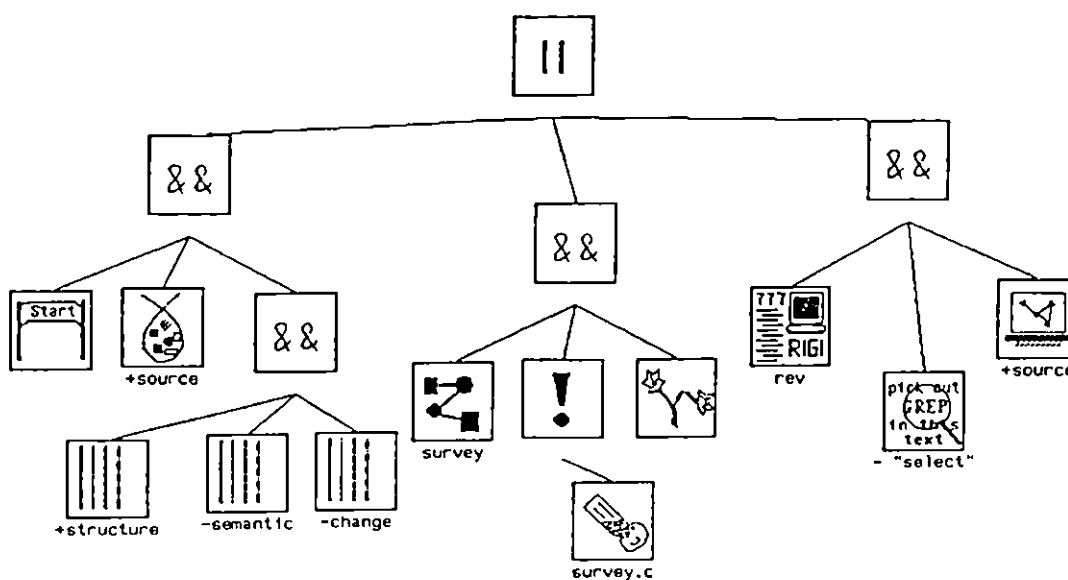 ||
&&
&&
&&
Start
+source
&&
777
RIGI
rev
+source
survey
pick out
GREP
in this
text
- "select"
+structure
-semantic
-change
survey.c